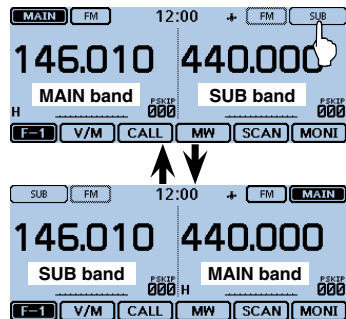 MAIN FM 12:00 FM SUB
146.010 440.000
MAIN band SUB band
PSKIP PSKIP
H 000 000
F-1 V/M CALL MW SCAN MONI
SUB FM 12:00 FM MAIN
146.010 440.000
SUB band MAIN band
PSKIP PSKIP
000 H 000
F-1 V/M CALL MW SCAN MONI